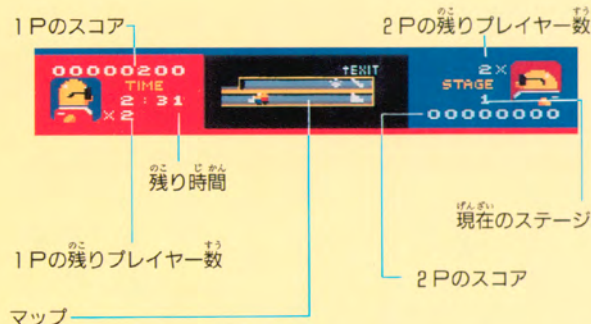 1Pのスコア
2Pの残りプレイヤー数
00000200
TIME
2:31
×2
↑EXIT
2×
STAGE
1
00000000
残り時間
現在のステージ
1Pの残りプレイヤー数
2Pのスコア
マップ